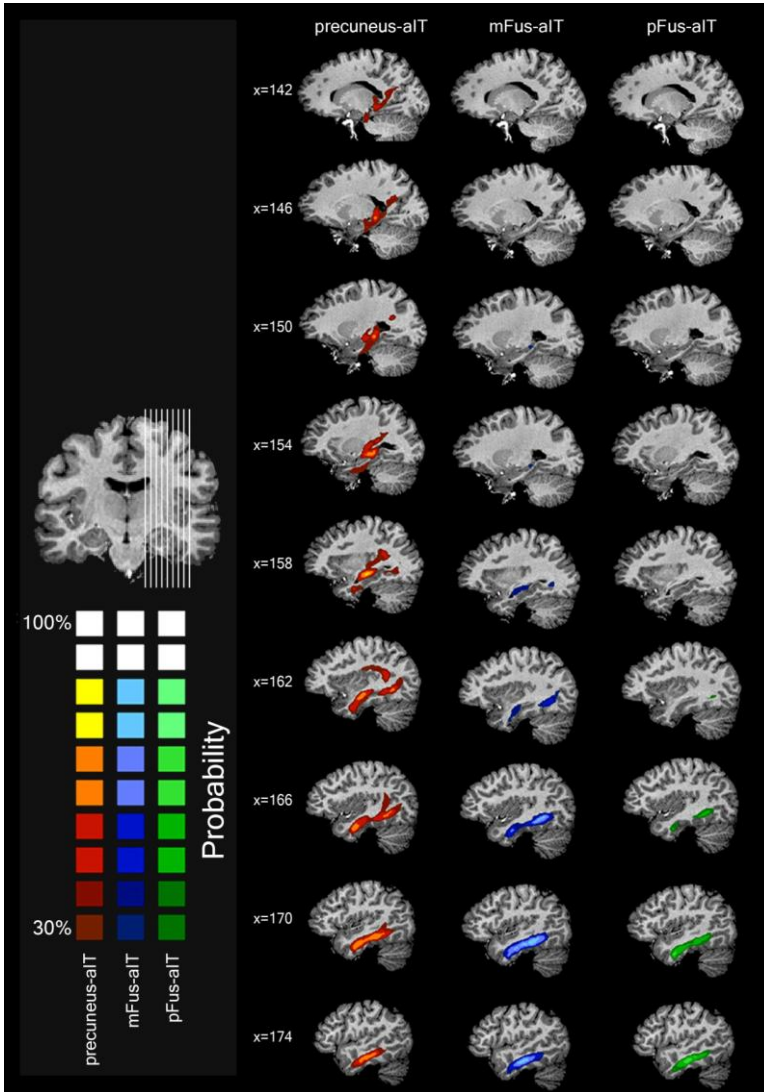 precuneus-aIT mFus-aIT pFus-aIT
x=142
x=146
x=150
x=154
x=158
x=162
x=166
x=170
x=174
100%
30%
Probability
precuneus-aIT
mFus-aIT
pFus-aIT